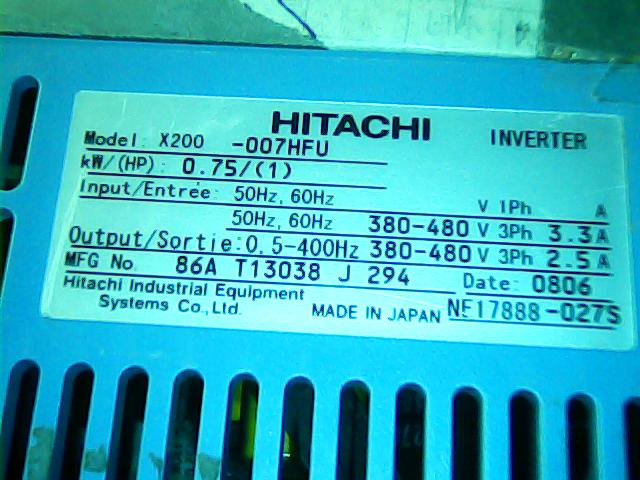 HITACHI INVERTER
Model: X200 -007HFU
kW/(HP): 0.75/(1)
Input/Entrée: 50Hz, 60Hz V 1Ph A
50Hz, 60Hz 380-480 V 3Ph 3.3 A
Output/Sortie: 0.5-400Hz 380-480 V 3Ph 2.5 A
MFG No. 86A T13038 J 294 Date: 0806
Hitachi Industrial Equipment
Systems Co., Ltd. MADE IN JAPAN NE17888-027S